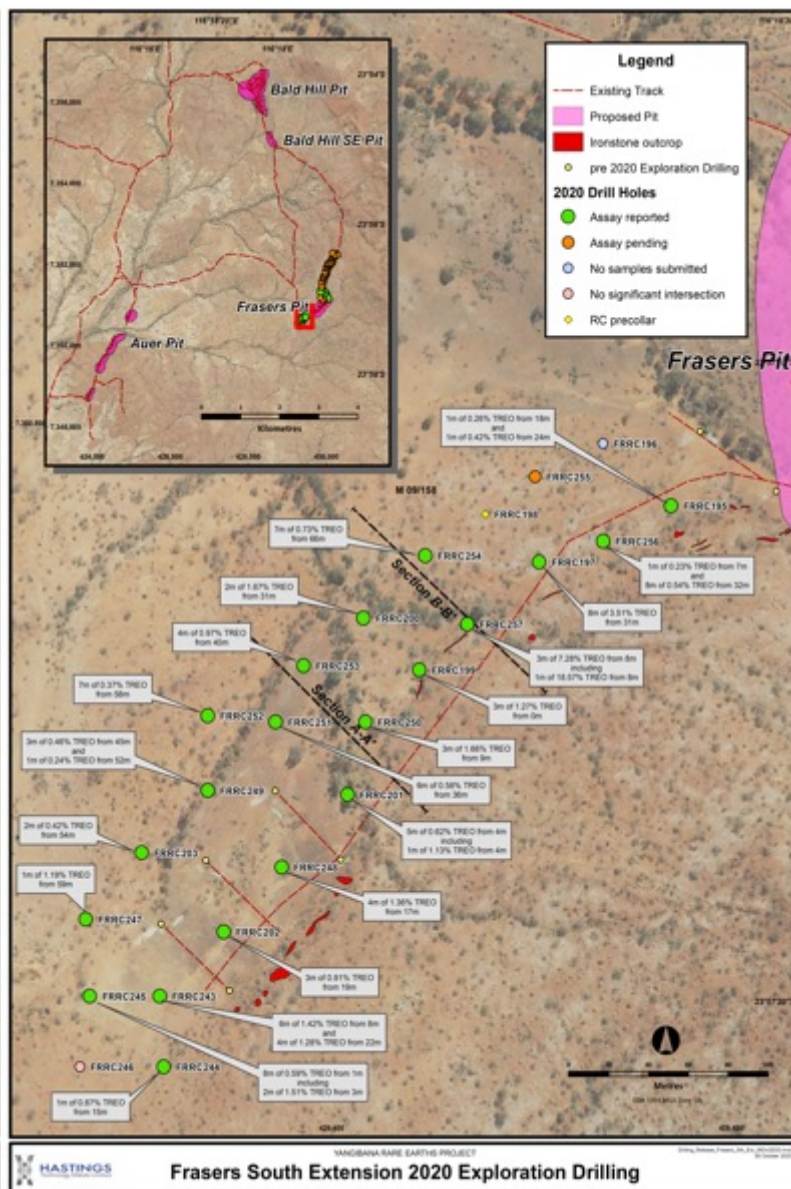 Legend
Existing Track
Proposed Pit
Ironstone outcrop
pre 2020 Exploration Drilling
2020 Drill Holes
Assay reported
Assay pending
No samples submitted
No significant intersection
RC precollar
Bald Hill Pit
Bald Hill SE Pit
Frasers Pit
Auer Pit
Kilometres
Frasers Pit
M 09/158
1m of 0.26% TREO from 18m
and
1m of 0.42% TREO from 24m
FRRC196
FRRC255
FRRC195
FRRC198
FRRC256
7m of 0.73% TREO
from 66m
FRRC254
FRRC197
1m of 0.23% TREO from 7m
and
8m of 0.54% TREO from 32m
Section B-B'
2m of 1.87% TREO
from 31m
FRRC200
8m of 3.51% TREO
from 31m
FRRC257
4m of 0.97% TREO
from 40m
FRRC253
FRRC199
3m of 7.28% TREO from 8m
including
1m of 18.57% TREO from 8m
7m of 0.37% TREO
from 58m
Section A-A'
3m of 1.27% TREO
from 0m
FRRC252
FRRC251
FRRC250
3m of 1.66% TREO
from 9m
3m of 0.46% TREO from 45m
and
1m of 0.24% TREO from 52m
6m of 0.58% TREO
from 36m
FRRC249
FRRC201
5m of 0.62% TREO from 4m
including
1m of 1.13% TREO from 4m
2m of 0.42% TREO
from 54m
FRRC203
FRRC248
4m of 1.36% TREO
from 17m
1m of 1.19% TREO
from 59m
FRRC247
FRRC202
3m of 0.91% TREO
from 19m
FRRC245
FRRC243
6m of 1.42% TREO from 8m
and
4m of 1.28% TREO from 22m
8m of 0.59% TREO from 1m
including
2m of 1.51% TREO from 3m
FRRC246
FRRC244
1m of 0.87% TREO
from 15m
Metres
HASTINGS
YANGIBANA RARE EARTHS PROJECT
Frasers South Extension 2020 Exploration Drilling